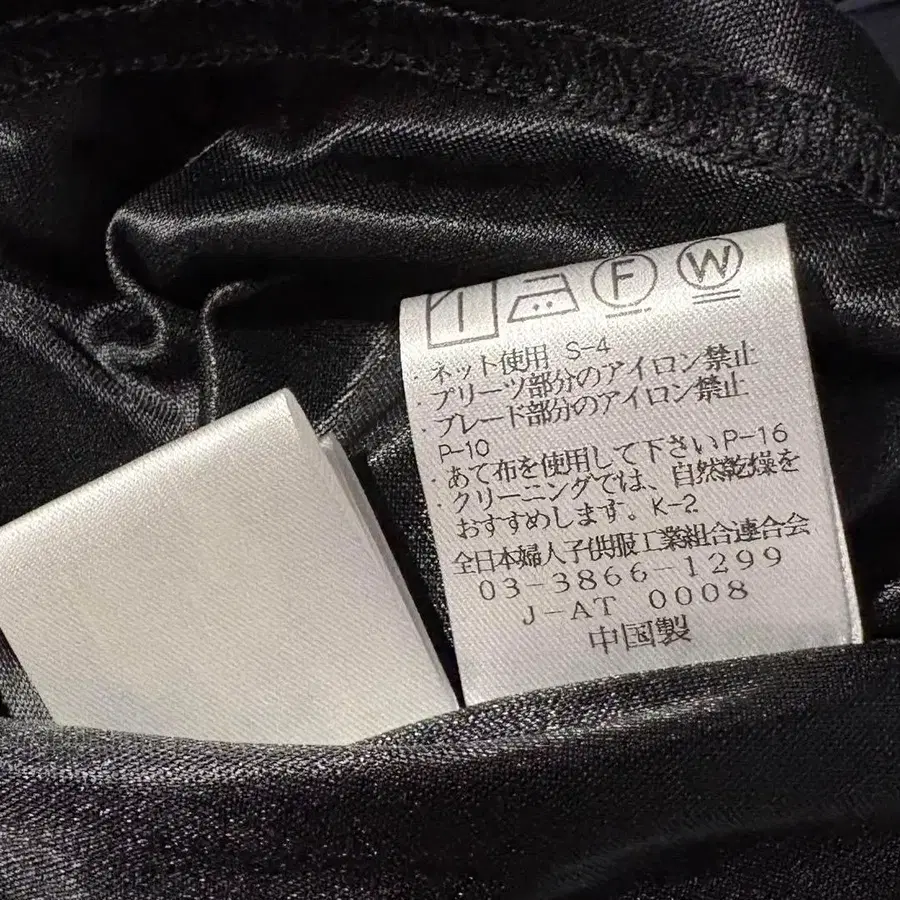 F W
・ネット使用 S-4
・プリーツ部分のアイロン禁止
・ブレード部分のアイロン禁止
P-10
・あて布を使用して下さいP-16
・クリーニングでは、自然乾燥を
おすすめします。K-2
全日本婦人子供服工業組合連合会
03-3866-1299
J-AT 0008
中国製